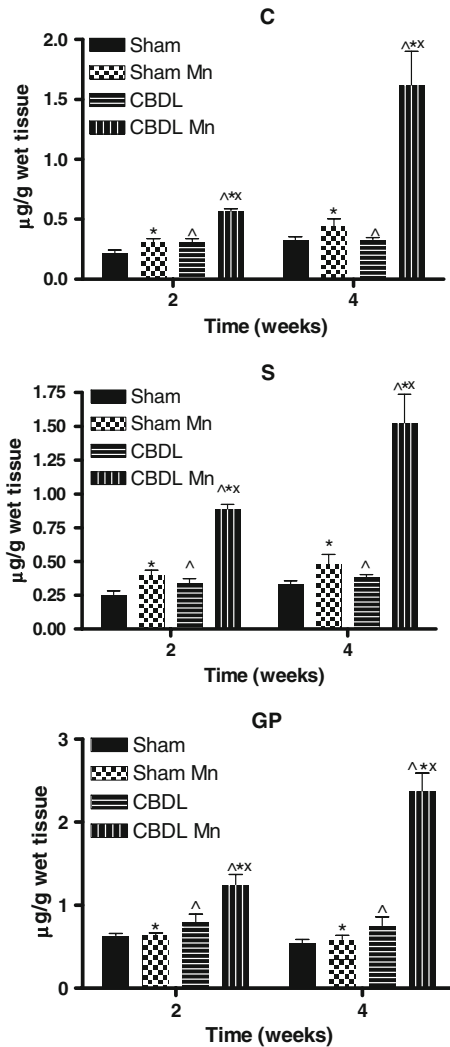 C
2.0
1.5
1.0
0.5
0.0
µg/g wet tissue
Sham
Sham Mn
CBDL
CBDL Mn
* ^ ^*x * ^ ^*x
2 4
Time (weeks)
S
1.75
1.50
1.25
1.00
0.75
0.50
0.25
0.00
µg/g wet tissue
Sham
Sham Mn
CBDL
CBDL Mn
* ^ ^*x * ^ ^*x
2 4
Time (weeks)
GP
3
2
1
0
µg/g wet tissue
Sham
Sham Mn
CBDL
CBDL Mn
* ^ ^*x * ^ ^*x
2 4
Time (weeks)